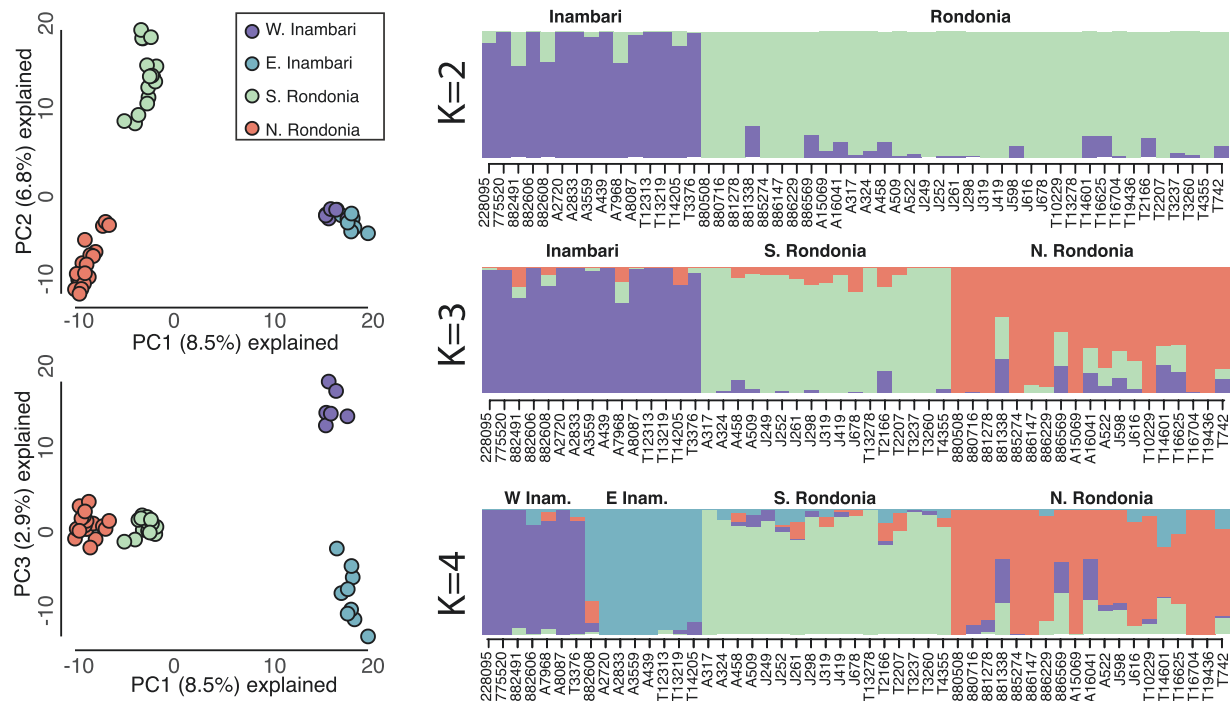 20
10
0
-10
PC2 (6.8%) explained
-10 0 10 20
PC1 (8.5%) explained
W. Inambari
E. Inambari
S. Rondonia
N. Rondonia
20
10
0
-10
PC3 (2.9%) explained
-10 0 10 20
PC1 (8.5%) explained
Inambari Rondonia
K=2
228095 775520 882491 882606 882608 A2720 A2833 A3559 A439 A7968 A8087 T12313 T13219 T14205 T3376 880508 880716 881278 881338 885274 886147 886229 886569 A15069 A16041 A317 A324 A458 A509 A522 J249 J252 J261 J298 J319 J419 J598 J616 J678 T10229 T13278 T14601 T16625 T16704 T19436 T2166 T2207 T3237 T3260 T4355 T742
Inambari S. Rondonia N. Rondonia
K=3
228095 775520 882491 882606 882608 A2720 A2833 A3559 A439 A7968 A8087 T12313 T13219 T14205 T3376 A317 A324 A458 A509 J249 J252 J261 J298 J319 J419 J678 T13278 T2166 T2207 T3237 T3260 T4355 880508 880716 881278 881338 885274 886147 886229 886569 A15069 A16041 A522 J598 J616 T10229 T14601 T16625 T16704 T19436 T742
W Inam. E Inam. S. Rondonia N. Rondonia
K=4
228095 775520 882491 882606 A7968 A8087 T3376 882608 A2720 A2833 A3559 A439 T12313 T13219 T14205 A317 A324 A458 A509 J249 J252 J261 J298 J319 J419 J678 T13278 T2166 T2207 T3237 T3260 T4355 880508 880716 881278 881338 885274 886147 886229 886569 A15069 A16041 A522 J598 J616 T10229 T14601 T16625 T16704 T19436 T742